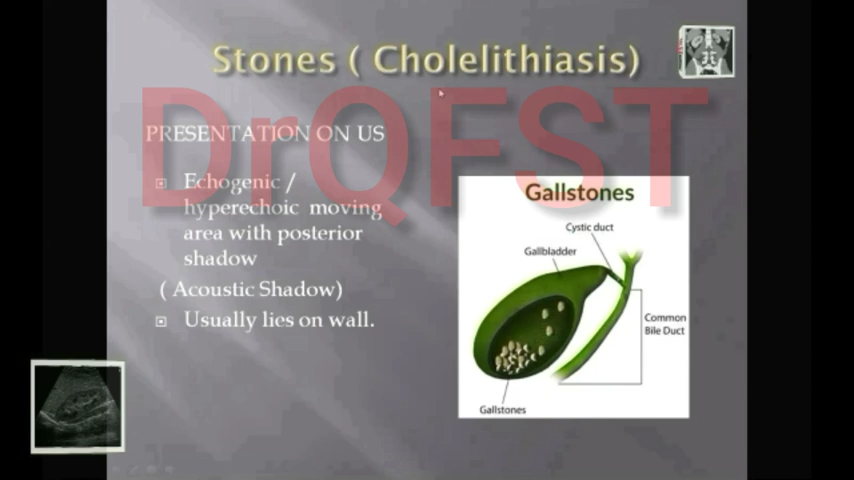 Stones ( Cholelithiasis)
DrQFST
PRESENTATION ON US
Echogenic /
hyperechoic moving
area with posterior
shadow
( Acoustic Shadow)
Usually lies on wall.
Gallstones
Cystic duct
Gallbladder
Common
Bile Duct
Gallstones